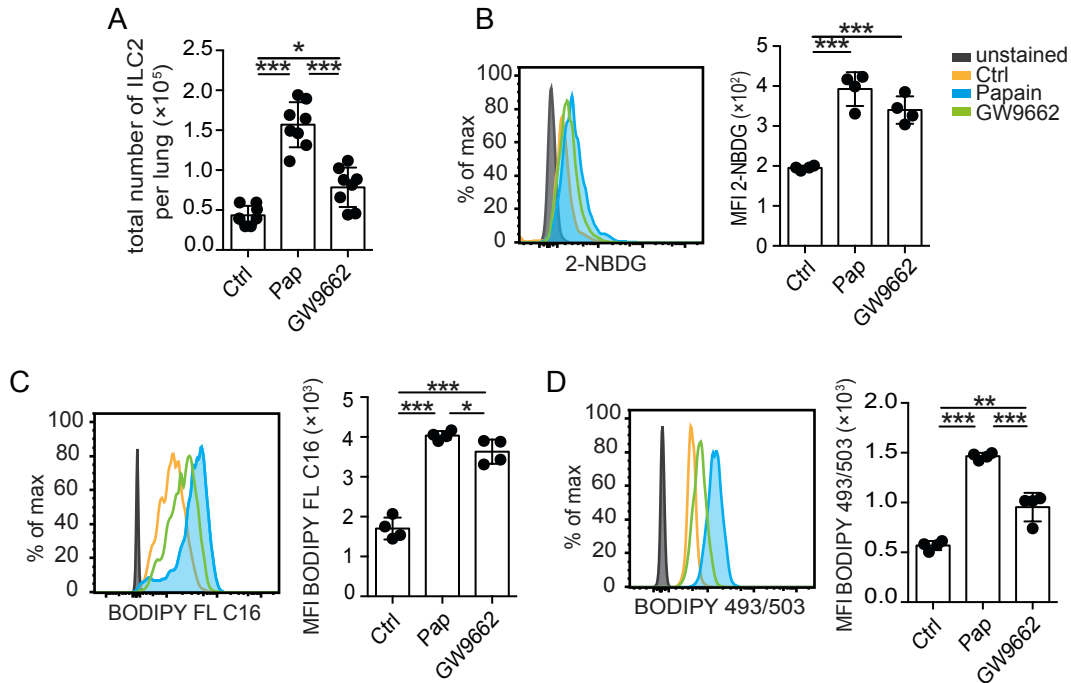 A
total number of ILC2
per lung (×10⁵)
2.5
2.0
1.5
1.0
0.5
0.0
*
*** ***
Ctrl
Pap
GW9662
B
% of max
100
80
60
40
20
0
2-NBDG
MFI 2-NBDG (×10²)
5
4
3
2
1
0
***
***
Ctrl
Pap
GW9662
unstained
Ctrl
Papain
GW9662
C
% of max
100
80
60
40
20
0
BODIPY FL C16
MFI BODIPY FL C16 (×10³)
5
4
3
2
1
0
***
*** *
Ctrl
Pap
GW9662
D
% of max
100
80
60
40
20
0
BODIPY 493/503
MFI BODIPY 493/503 (×10³)
2.0
1.5
1.0
0.5
0.0
**
*** ***
Ctrl
Pap
GW9662